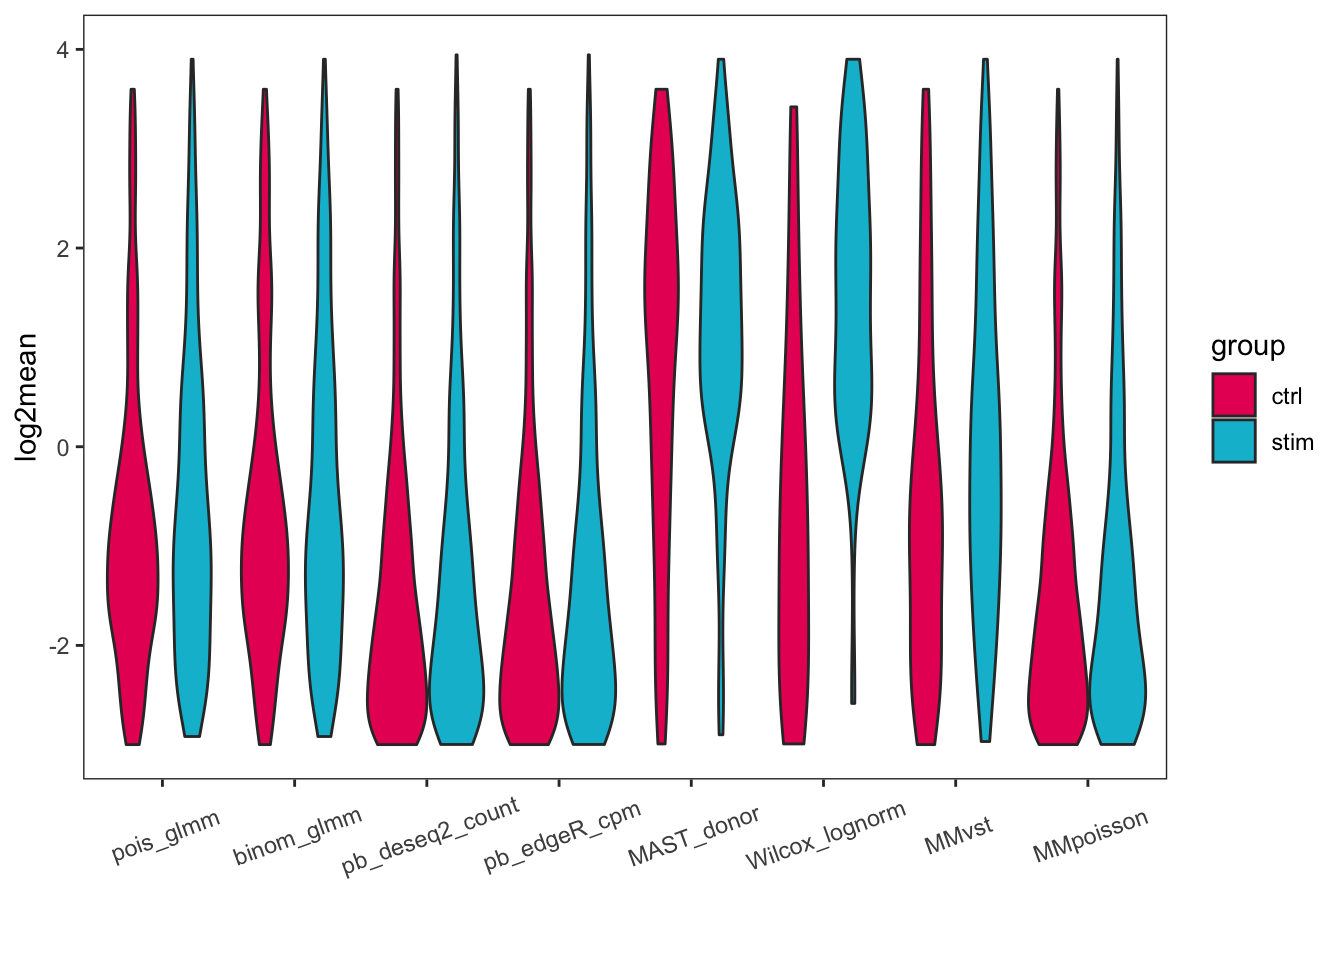 4
2
0
-2
log2mean
pois_glmm
binom_glmm
pb_deseq2_count
pb_edgeR_cpm
MAST_donor
Wilcox_lognorm
MMvst
MMpoisson
group
ctrl
stim